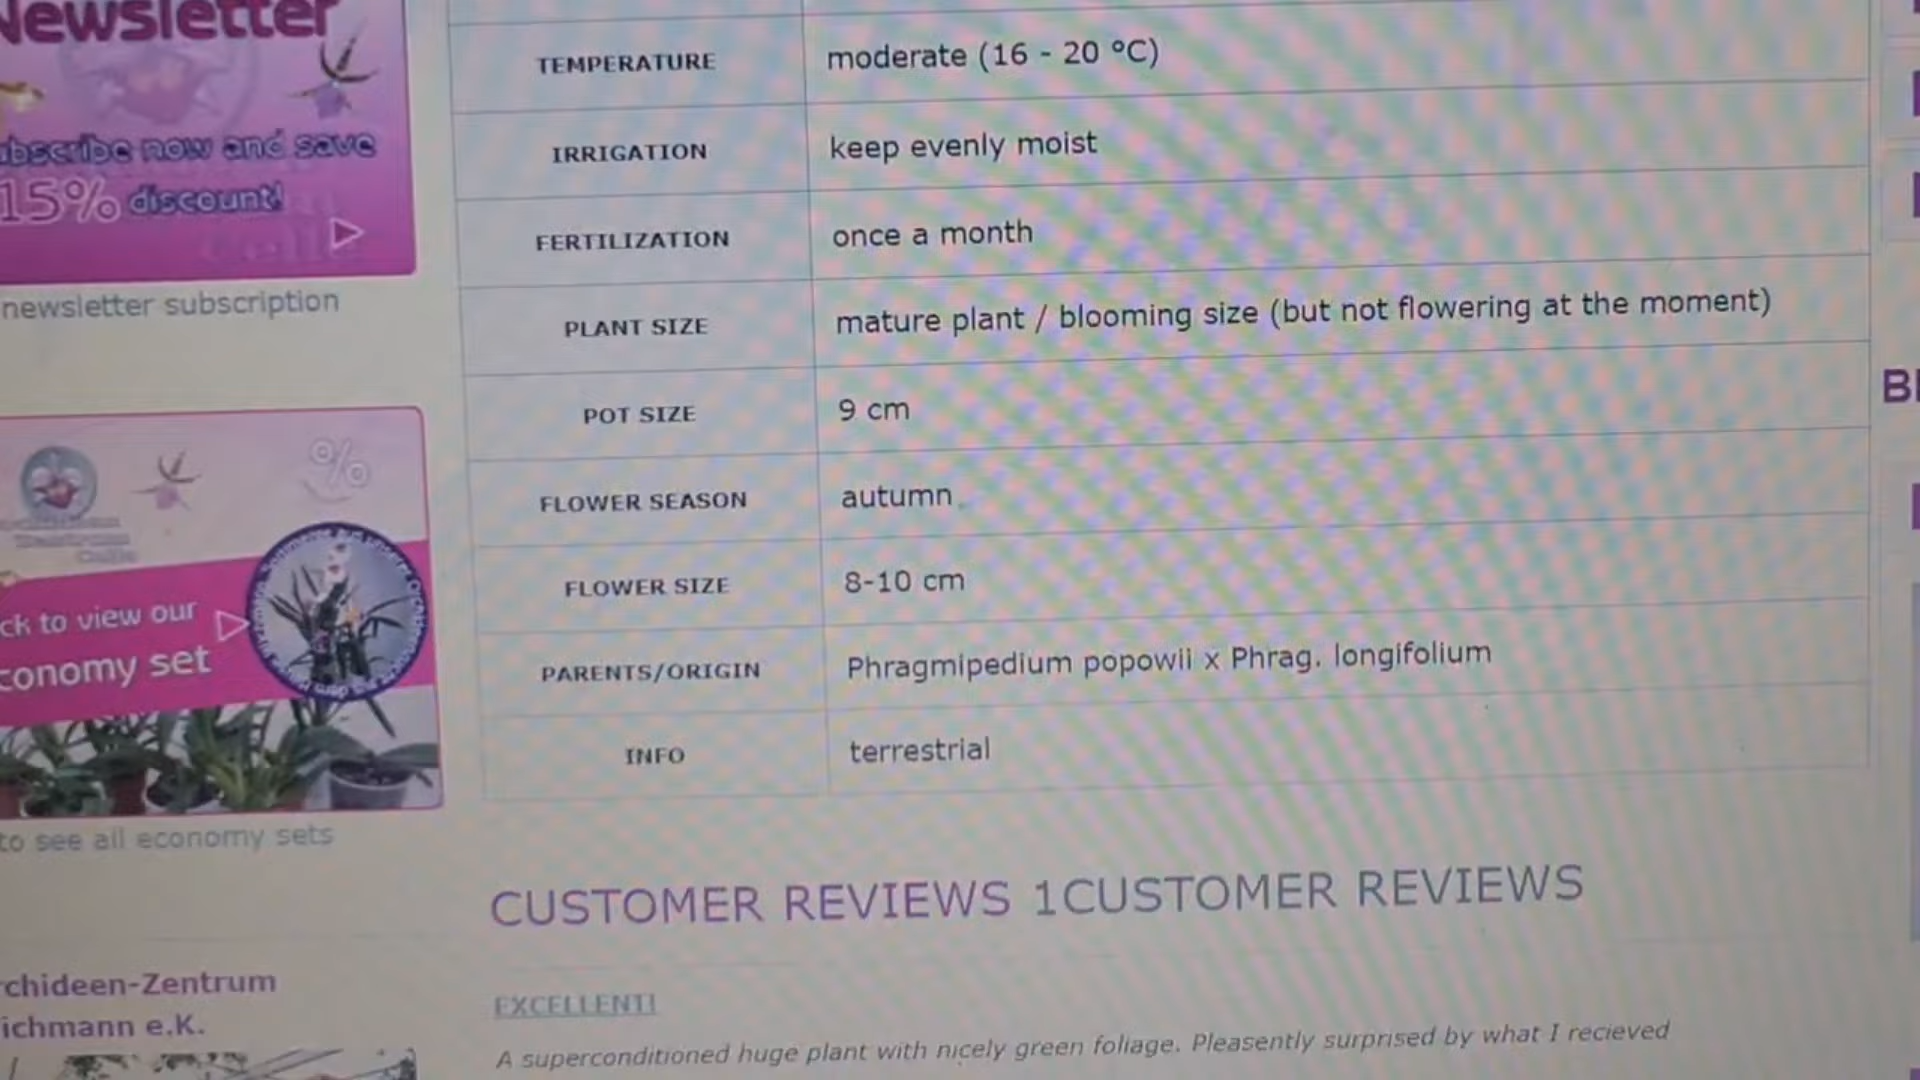 Newsletter
ubscribe now and save
15% discount!
newsletter subscription
ck to view our
conomy set
to see all economy sets
rchideen-Zentrum
ichmann e.K.
TEMPERATURE moderate (16 - 20 °C)
IRRIGATION keep evenly moist
FERTILIZATION once a month
PLANT SIZE mature plant / blooming size (but not flowering at the moment)
POT SIZE 9 cm
FLOWER SEASON autumn
FLOWER SIZE 8-10 cm
PARENTS/ORIGIN Phragmipedium popowii x Phrag. longifolium
INFO terrestrial
CUSTOMER REVIEWS 1CUSTOMER REVIEWS
EXCELLENT!
A superconditioned huge plant with nicely green foliage. Pleasently surprised by what I recieved